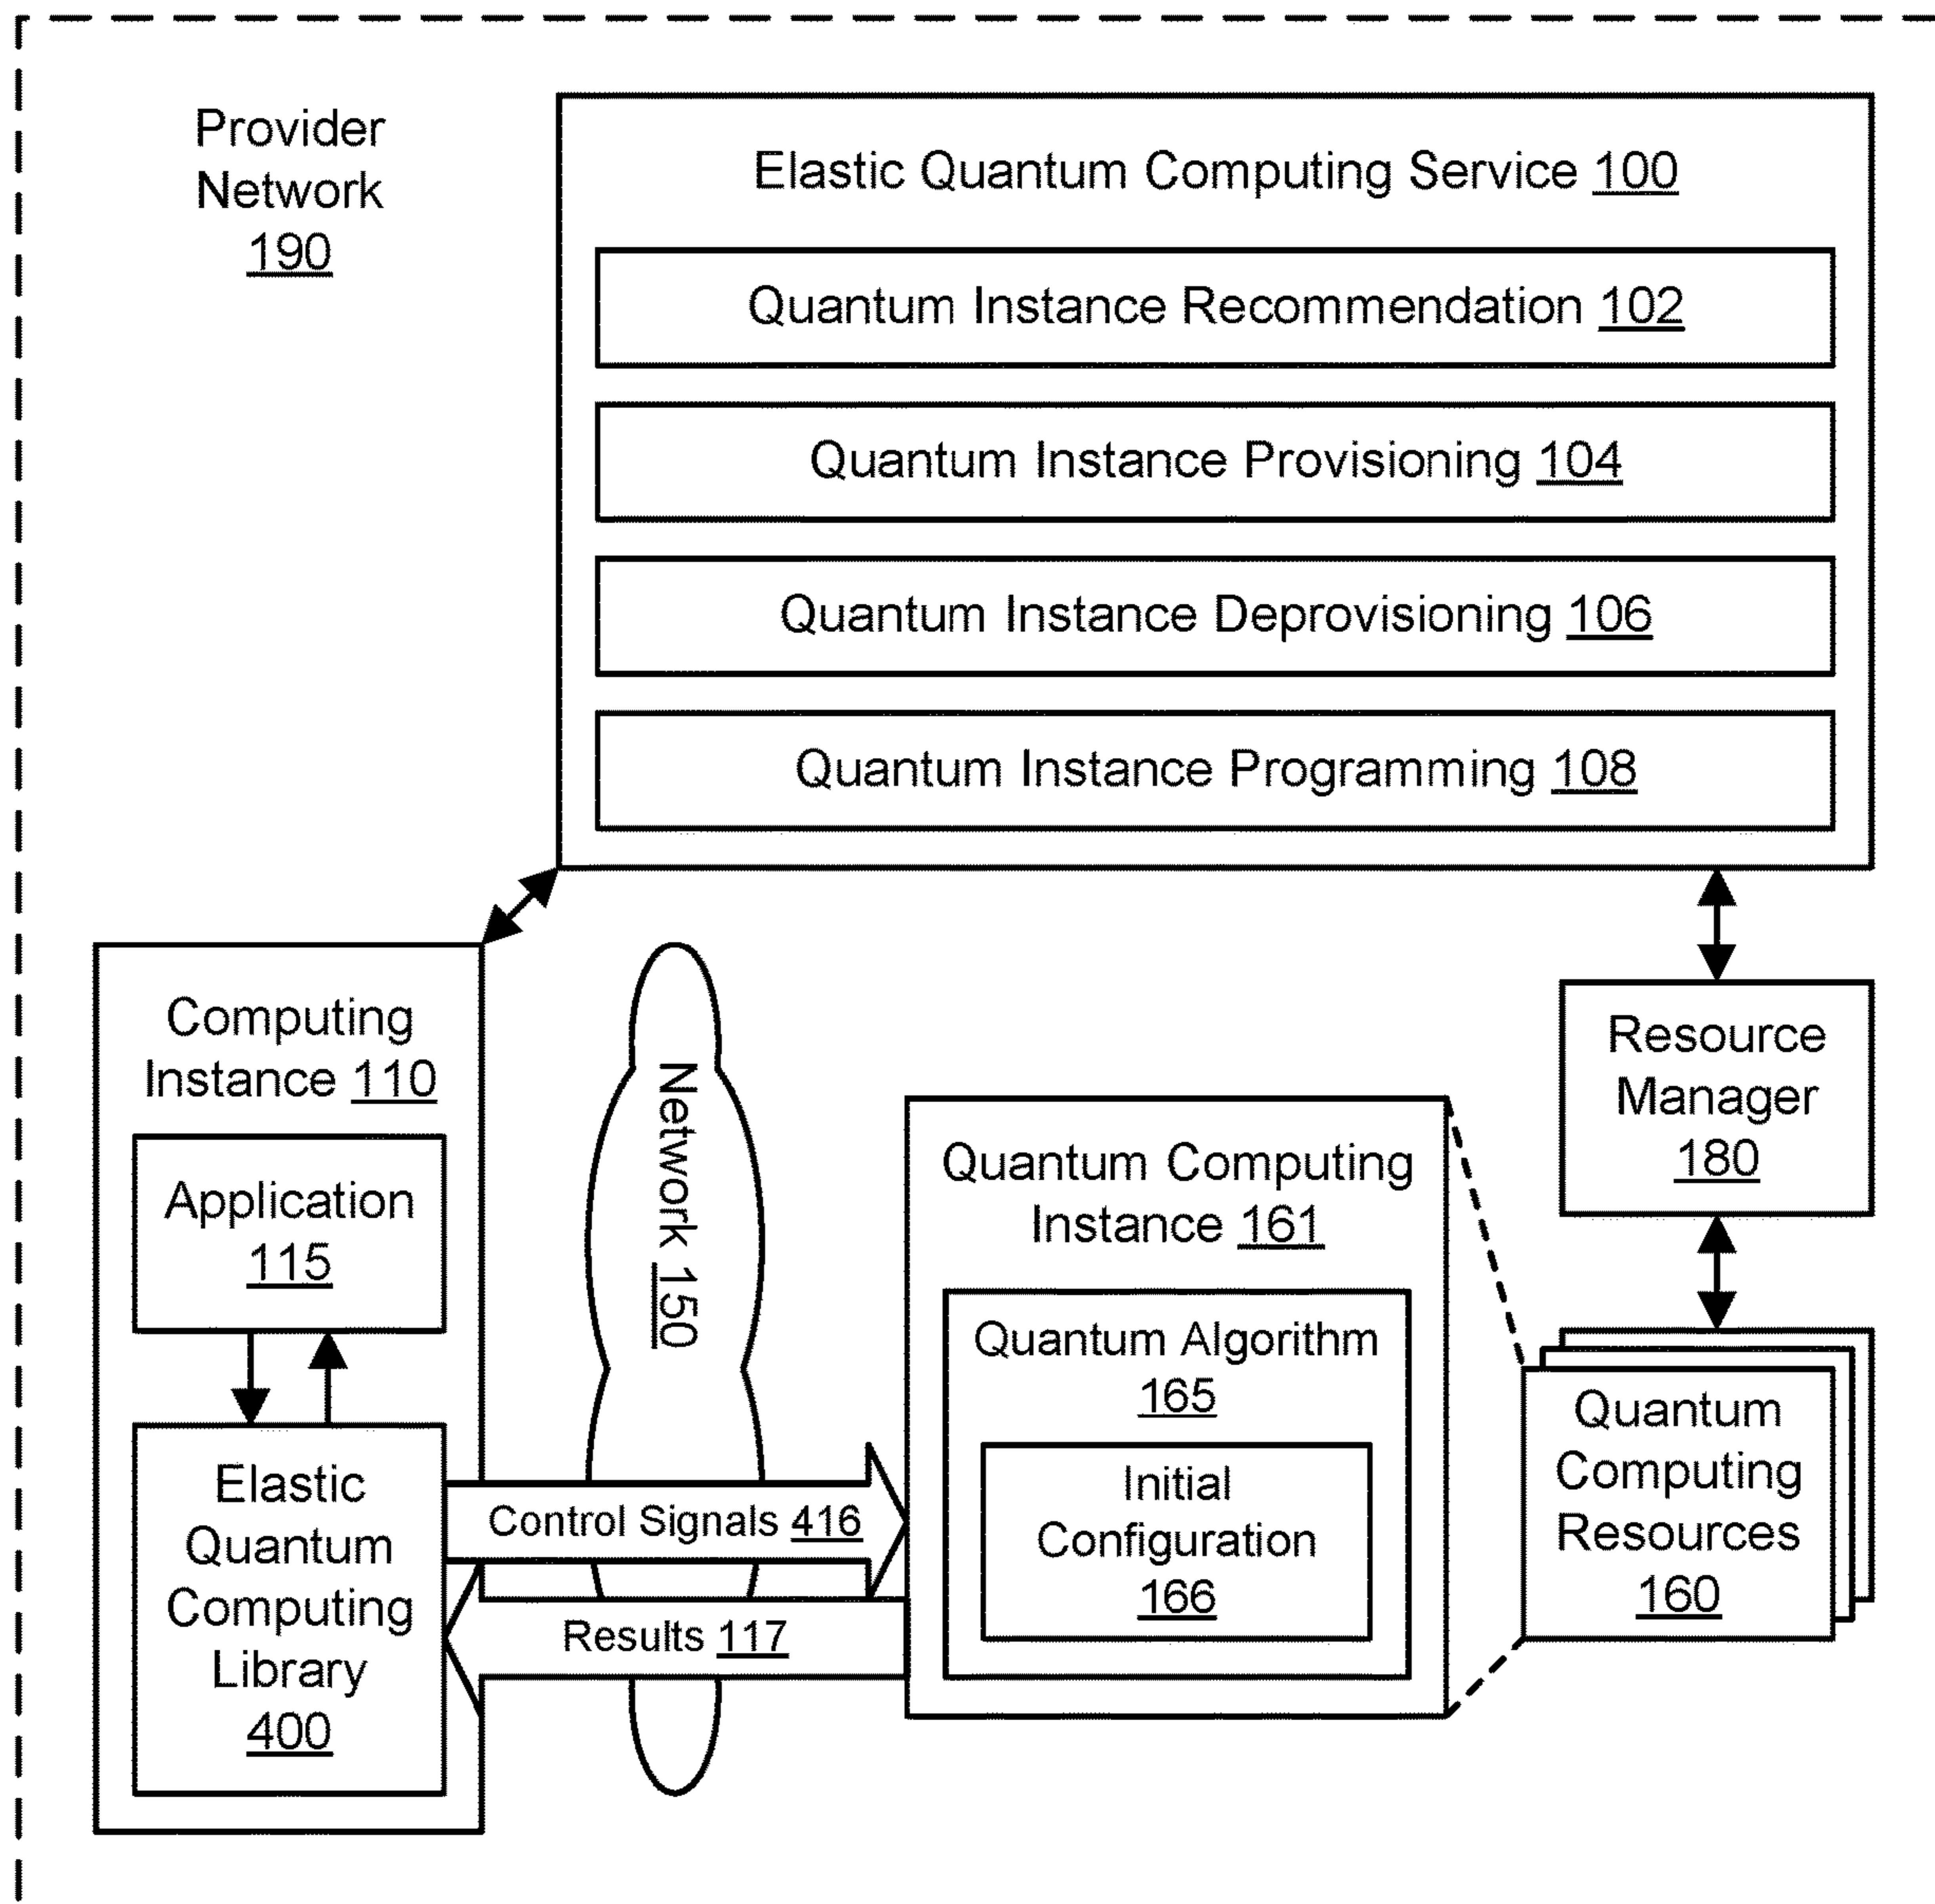 Provider
Network
190
Elastic Quantum Computing Service 100
Quantum Instance Recommendation 102
Quantum Instance Provisioning 104
Quantum Instance Deprovisioning 106
Quantum Instance Programming 108
Computing
Instance 110
Application
115
Elastic
Quantum
Computing
Library
400
Network 150
Control Signals 416
Results 117
Quantum Computing
Instance 161
Quantum Algorithm
165
Initial
Configuration
166
Resource
Manager
180
Quantum
Computing
Resources
160